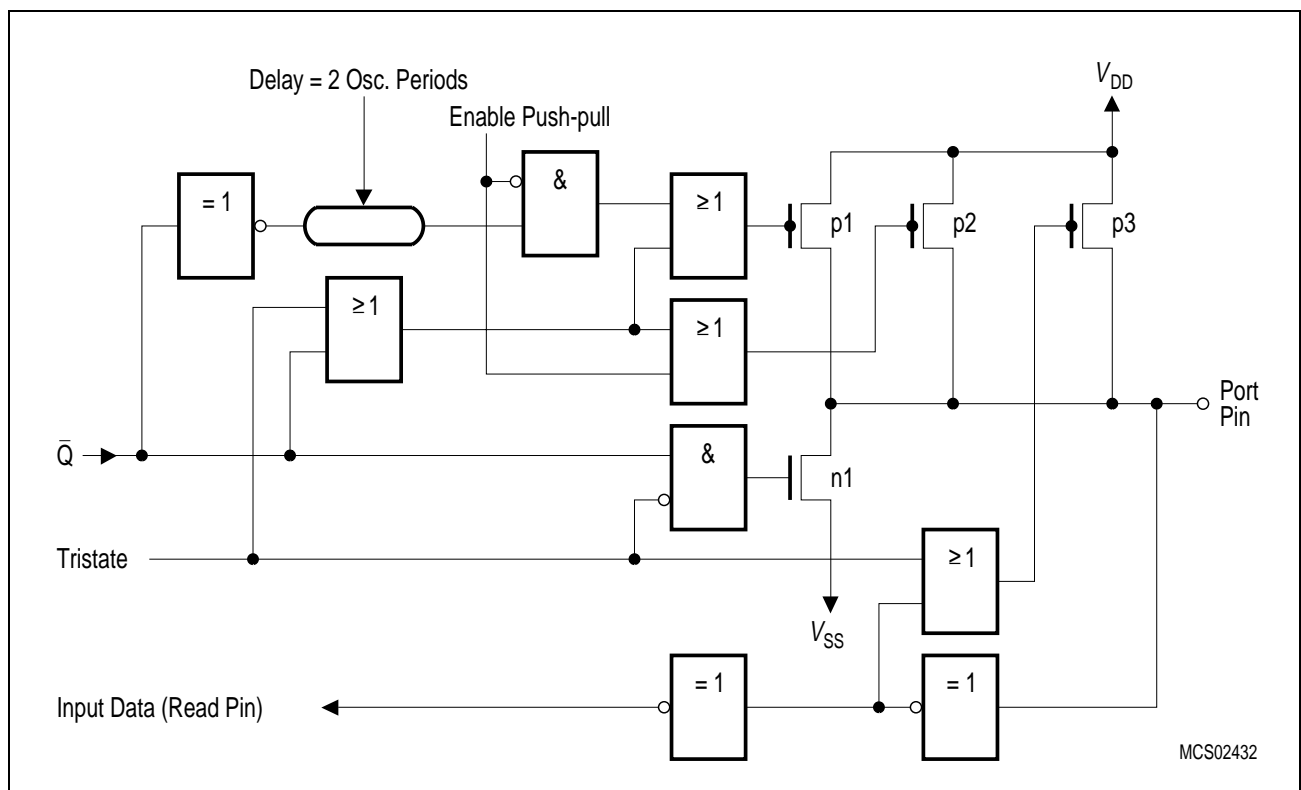 Delay = 2 Osc. Periods
V_DD
Enable Push-pull
= 1
&
≥ 1
p1
p2
p3
≥ 1
≥ 1
Port
Pin
Q̄
&
n1
Tristate
≥ 1
V_SS
Input Data (Read Pin)
= 1
= 1
MCS02432